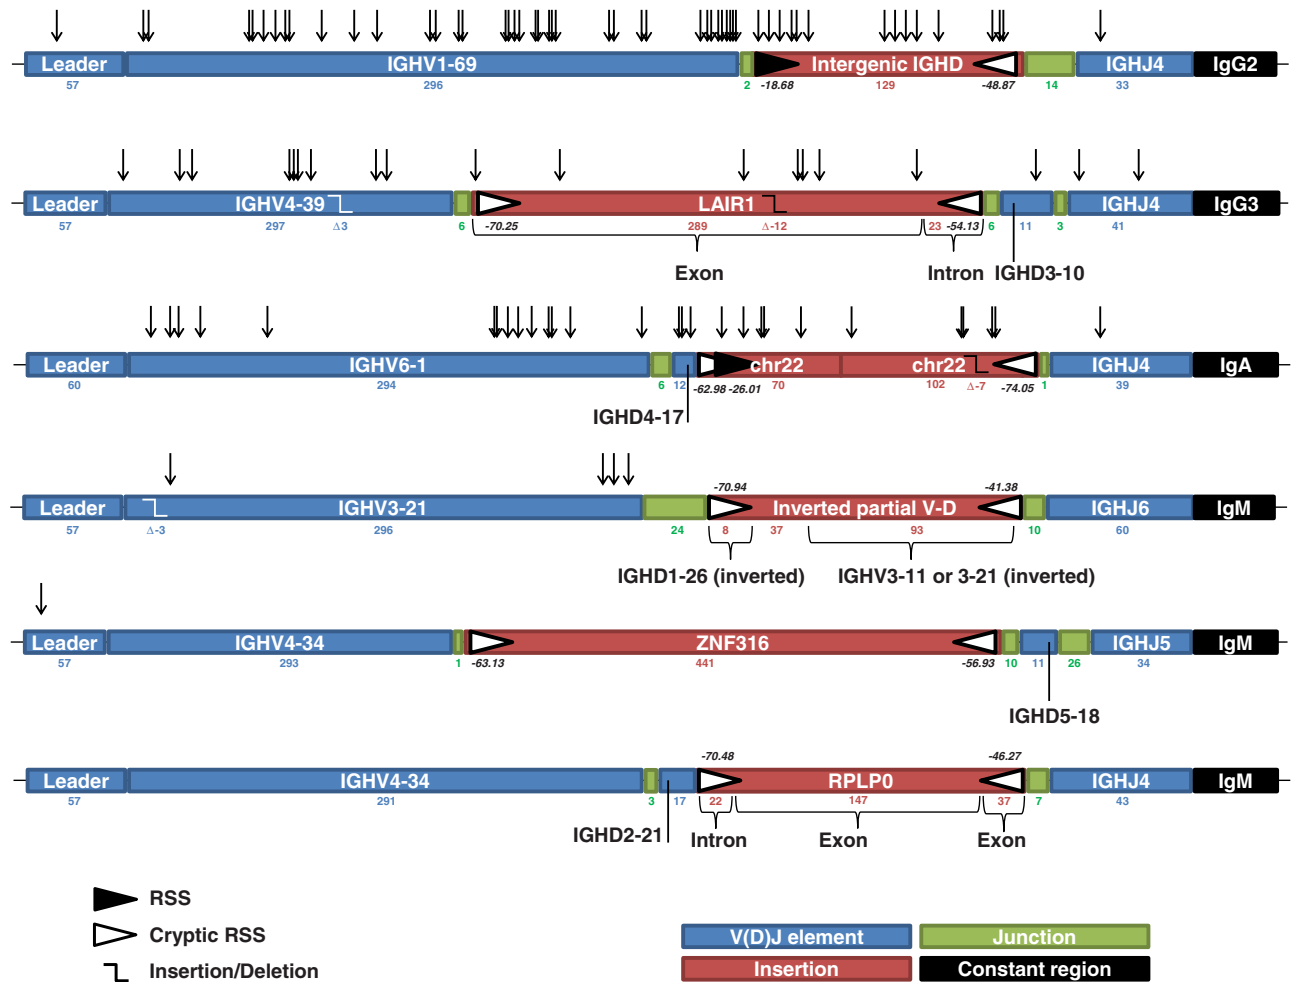 Leader IGHV1-69 Intergenic IGHD IGHJ4 IgG2
57 296 2 -18.68 129 -48.87 14 33
Leader IGHV4-39 LAIR1 IGHJ4 IgG3
57 297 Δ3 6 -70.25 289 Δ-12 23 -54.13 6 11 3 41
Exon Intron IGHD3-10
Leader IGHV6-1 chr22 chr22 IGHJ4 IgA
60 294 6 12 -62.98 -26.01 70 102 Δ-7 -74.05 1 39
IGHD4-17
-70.94 -41.38
Leader IGHV3-21 Inverted partial V-D IGHJ6 IgM
57 Δ-3 296 24 8 37 93 10 60
IGHD1-26 (inverted) IGHV3-11 or 3-21 (inverted)
Leader IGHV4-34 ZNF316 IGHJ5 IgM
57 293 1 -63.13 441 -56.93 10 11 26 34
IGHD5-18
-70.48 -46.27
Leader IGHV4-34 RPLP0 IGHJ4 IgM
57 291 3 17 22 147 37 7 43
IGHD2-21 Intron Exon Exon
RSS
Cryptic RSS
Insertion/Deletion
V(D)J element Junction
Insertion Constant region